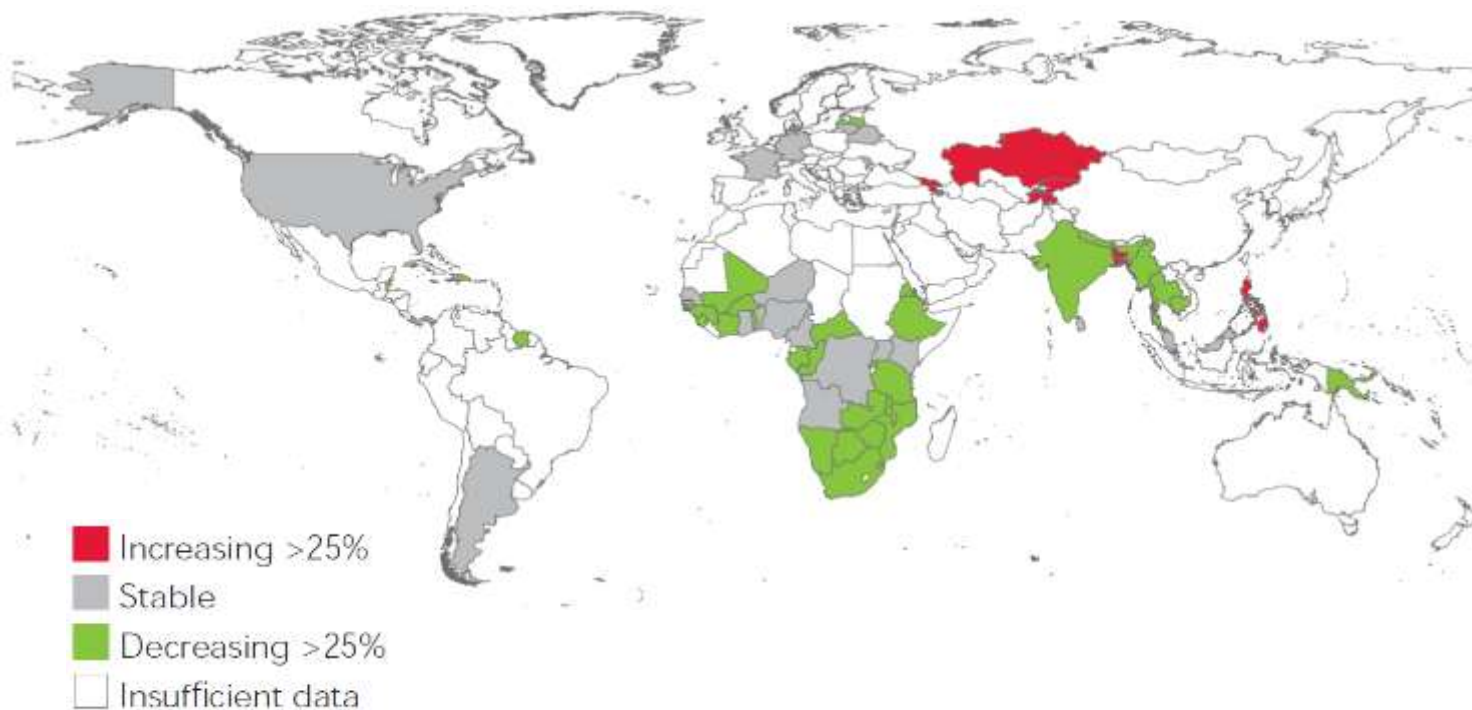 Increasing >25%
Stable
Decreasing >25%
Insufficient data